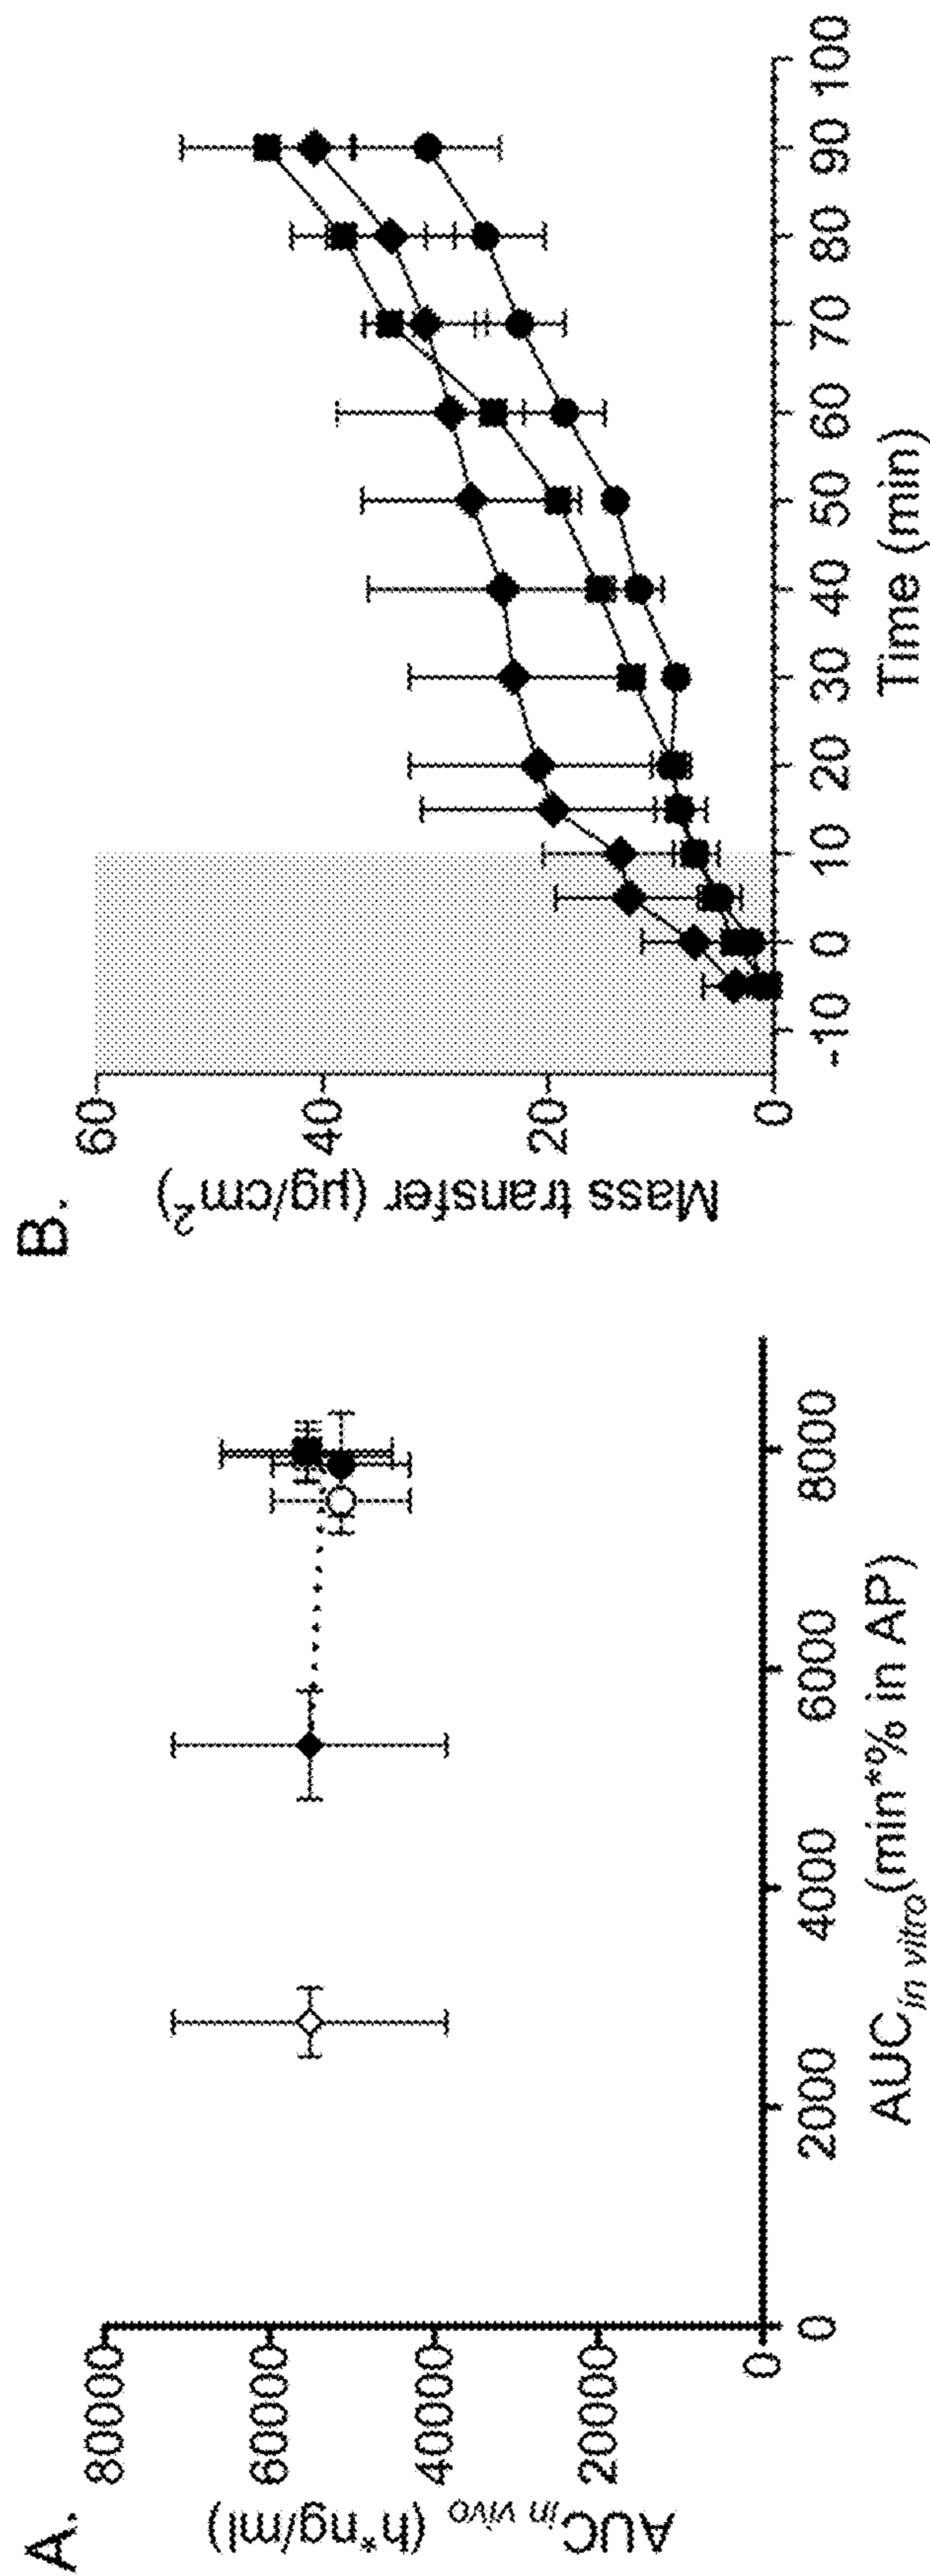 A.
AUC in vivo (h*ng/ml)
80000
60000
40000
20000
0
0 2000 4000 6000 8000
AUC in vitro (min*% in AP)
B.
Mass transfer (µg/cm²)
60
40
20
0
-10 0 10 20 30 40 50 60 70 80 90 100
Time (min)